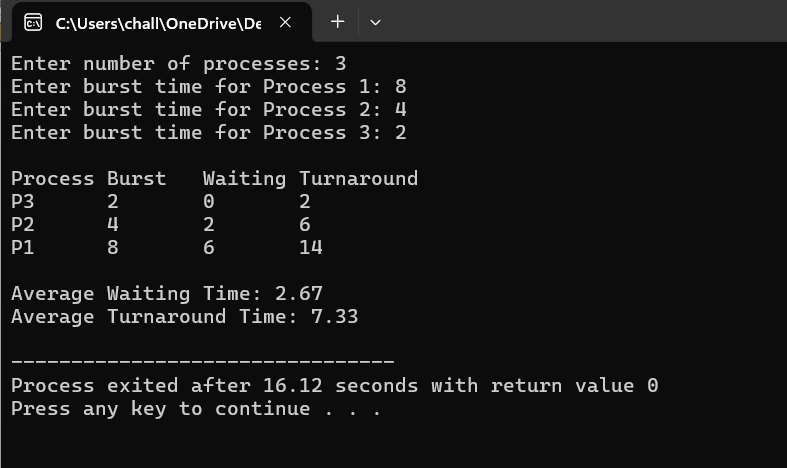 C:\Users\chall\OneDrive\De
Enter number of processes: 3
Enter burst time for Process 1: 8
Enter burst time for Process 2: 4
Enter burst time for Process 3: 2
Process Burst Waiting Turnaround
P3 2 0 2
P2 4 2 6
P1 8 6 14
Average Waiting Time: 2.67
Average Turnaround Time: 7.33
--------------------------------
Process exited after 16.12 seconds with return value 0
Press any key to continue . . .